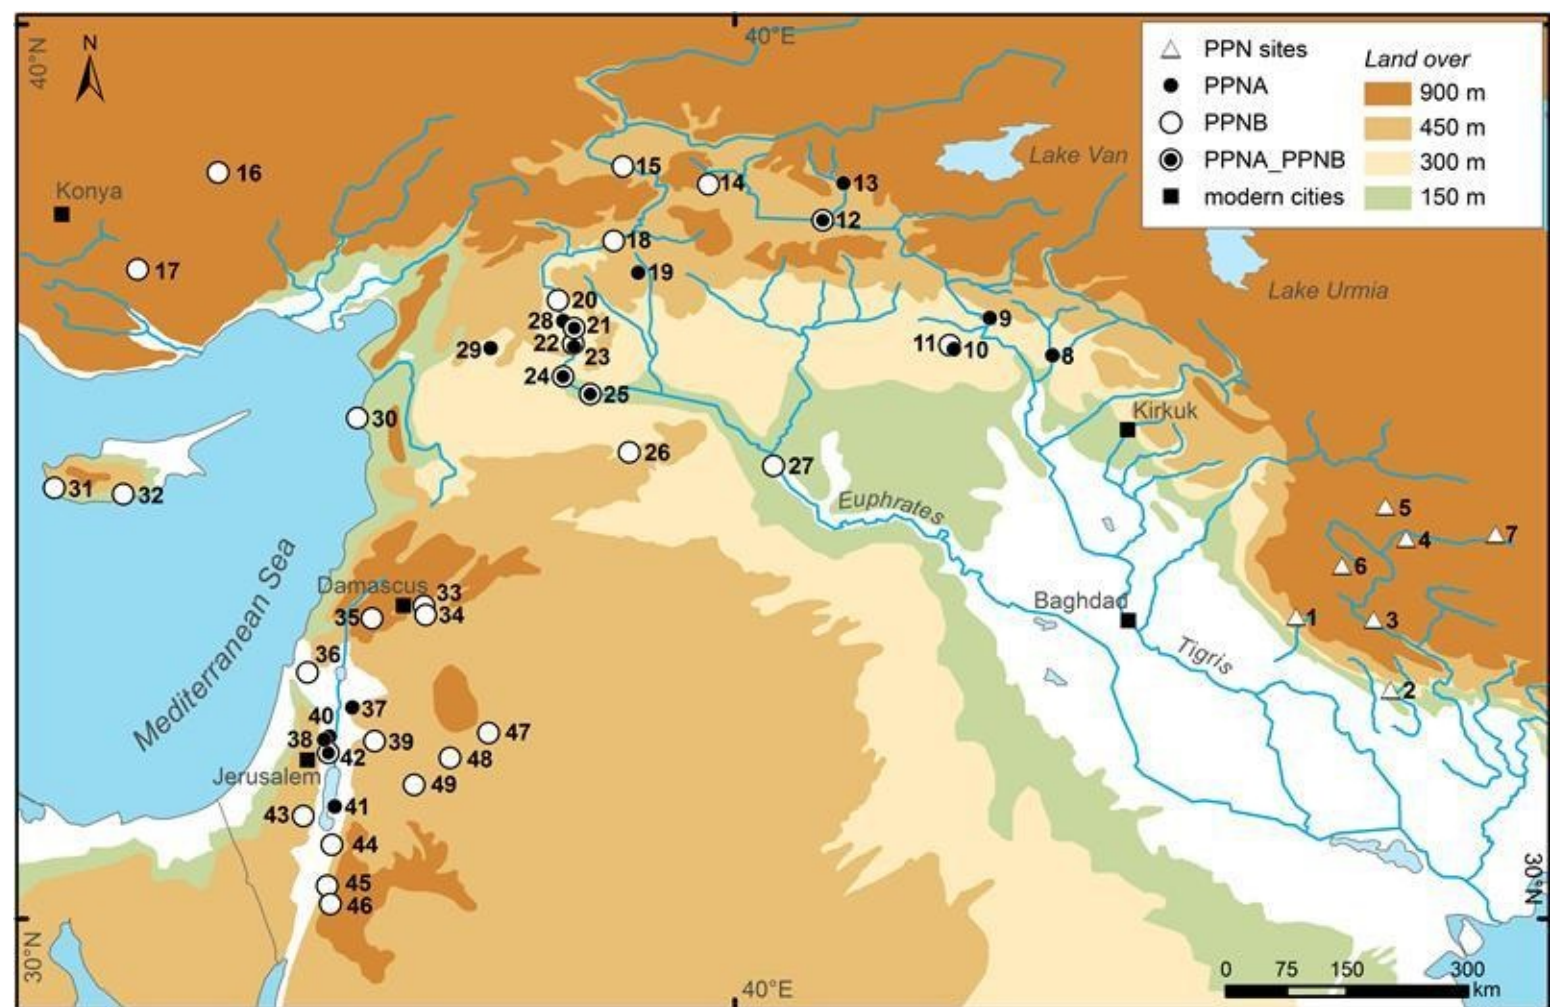 40°N
N
40°E
PPN sites
PPNA
PPNB
PPNA_PPNB
modern cities
Land over
900 m
450 m
300 m
150 m
Lake Van
Lake Urmia
Konya
16
17
15
14
13
12
18
19
20
28
21
22
23
29
24
25
9
11
10
8
Kirkuk
30
26
27
31
32
Euphrates
5
4
7
6
Mediterranean Sea
Damascus
33
34
35
Baghdad
1
3
Tigris
2
36
37
40
38
39
42
47
48
Jerusalem
49
41
43
44
45
46
30°N
30°N
40°E
0 75 150 300
km